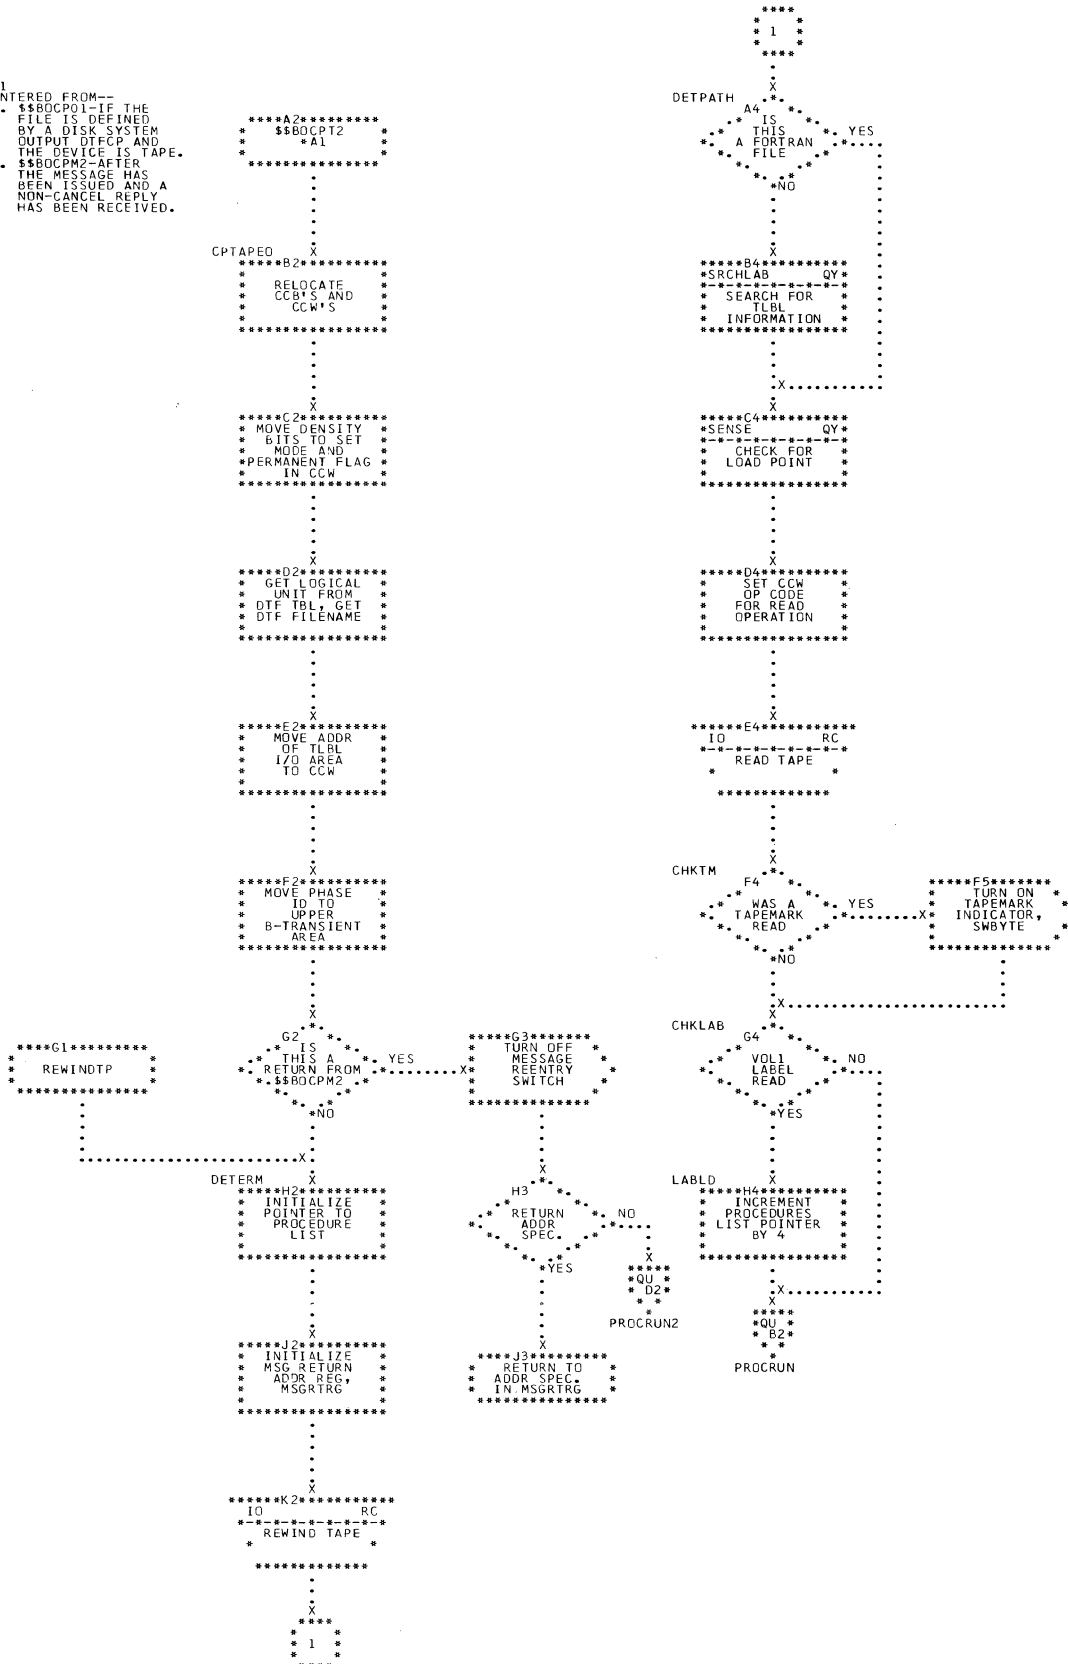 1
NTERED FROM--
. $$BOCP01-IF THE
FILE IS DEFINED
BY A DISK SYSTEM
OUTPUT DTFCP AND
THE DEVICE IS TAPE.
. $$BOCPM2-AFTER
THE MESSAGE HAS
BEEN ISSUED AND A
NON-CANCEL REPLY
HAS BEEN RECEIVED.
A2
$$BOCPT2
*A1
CPTAPEO
B2
RELOCATE
CCB'S AND
CCW'S
C2
MOVE DENSITY
BITS TO SET
MODE AND
PERMANENT FLAG
IN CCW
D2
GET LOGICAL
UNIT FROM
DTF TBL, GET
DTF FILENAME
E2
MOVE ADDR
OF TLBL
I/O AREA
TO CCW
F2
MOVE PHASE
ID TO
UPPER
B-TRANSIENT
AREA
G1
REWINDTP
G2
IS
THIS A
RETURN FROM
$$BOCPM2
YES
NO
G3
TURN OFF
MESSAGE
REENTRY
SWITCH
DETERM
H2
INITIALIZE
POINTER TO
PROCEDURE
LIST
H3
RETURN
ADDR
SPEC.
NO
YES
QU
D2
PROCRUN2
J2
INITIALIZE
MSG RETURN
ADDR REG,
MSGRTRG
J3
RETURN TO
ADDR SPEC.
IN MSGRTRG
K2
IO RC
REWIND TAPE
1
1
DETPATH
A4
IS
THIS
A FORTRAN
FILE
YES
NO
B4
SRCHLAB QY
SEARCH FOR
TLBL
INFORMATION
C4
SENSE QY
CHECK FOR
LOAD POINT
D4
SET CCW
OP CODE
FOR READ
OPERATION
E4
IO RC
READ TAPE
CHKTM
F4
WAS A
TAPEMARK
READ
YES
NO
F5
TURN ON
TAPEMARK
INDICATOR,
SWBYTE
CHKLAB
G4
VOL1
LABEL
READ
NO
YES
LABLD
H4
INCREMENT
PROCEDURES
LIST POINTER
BY 4
QU
B2
PROCRUN